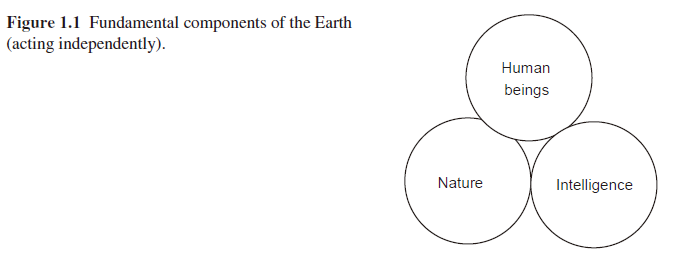 Figure 1.1 Fundamental components of the Earth
(acting independently).
Human
beings
Nature
Intelligence